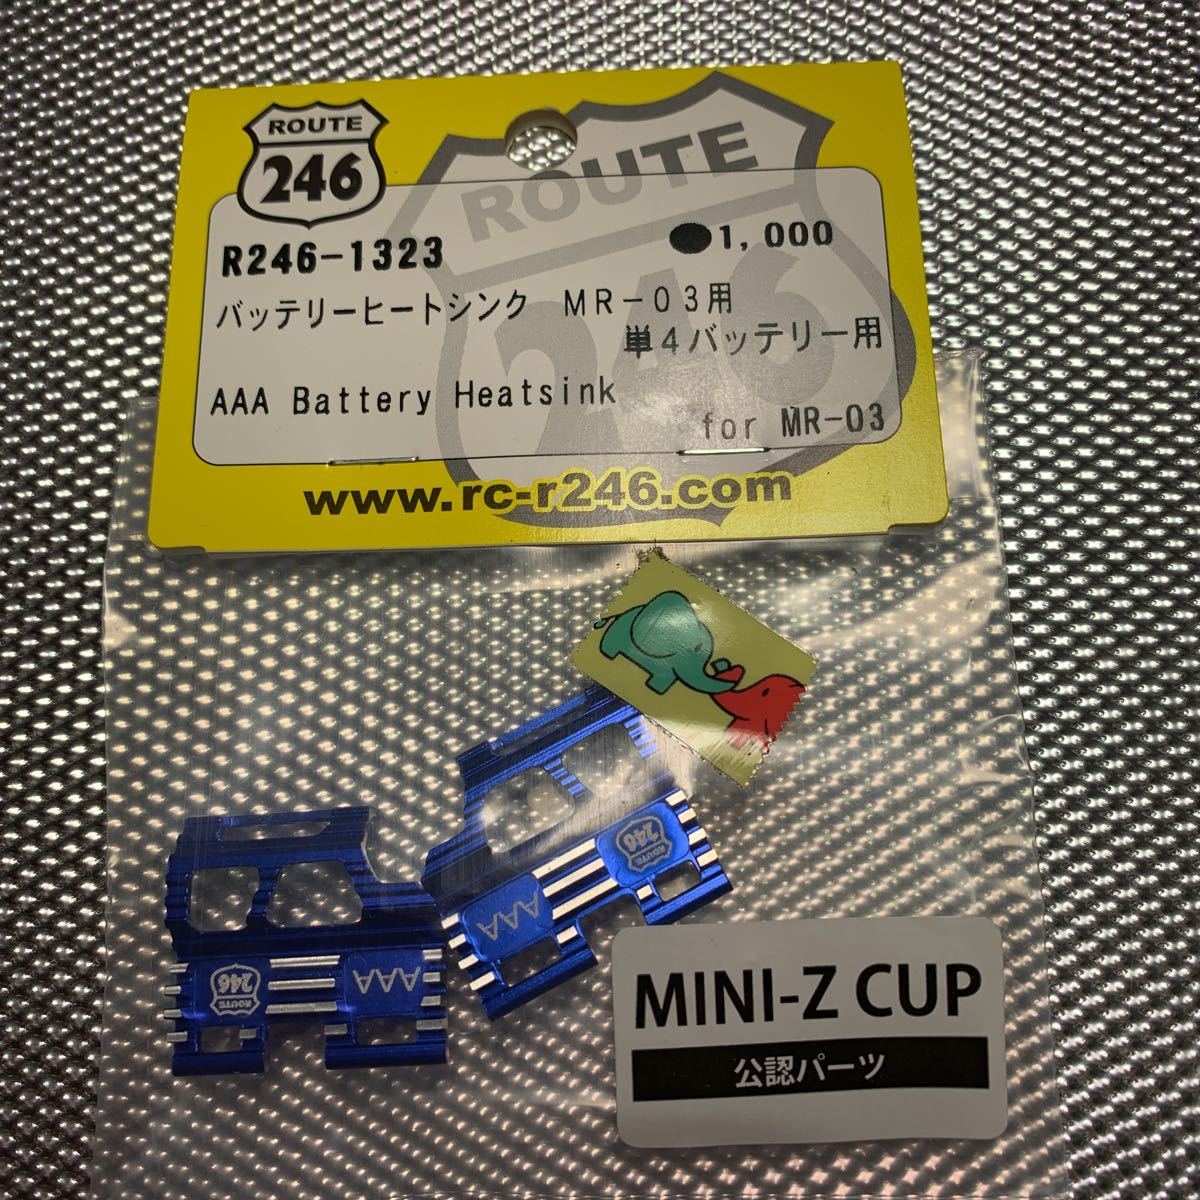 ROUTE
246
ROUTE
246
R246-1323
●1,000
バッテリーヒートシンク MR-03用
単4バッテリー用
AAA Battery Heatsink
for MR-03
www.rc-r246.com
ROUTE
246
AAA
ROUTE
246
AAA
MINI-Z CUP
公認パーツ